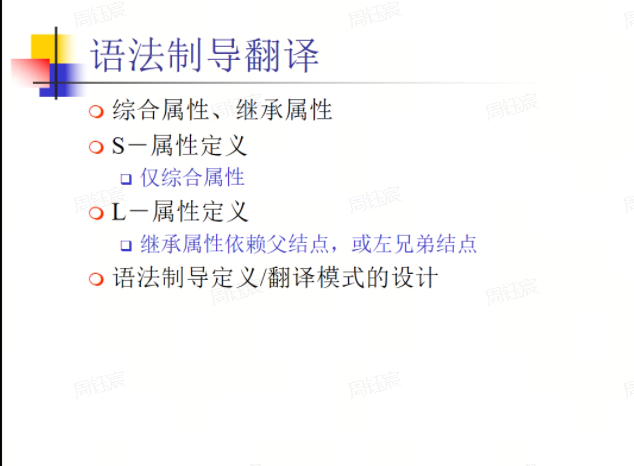 语法制导翻译
综合属性、继承属性
S－属性定义
仅综合属性
L－属性定义
继承属性依赖父结点，或左兄弟结点
语法制导定义/翻译模式的设计
周钰宸
周钰宸
周钰宸
周钰宸
周钰宸
周钰宸
周钰宸
周钰宸
周钰宸
周钰宸